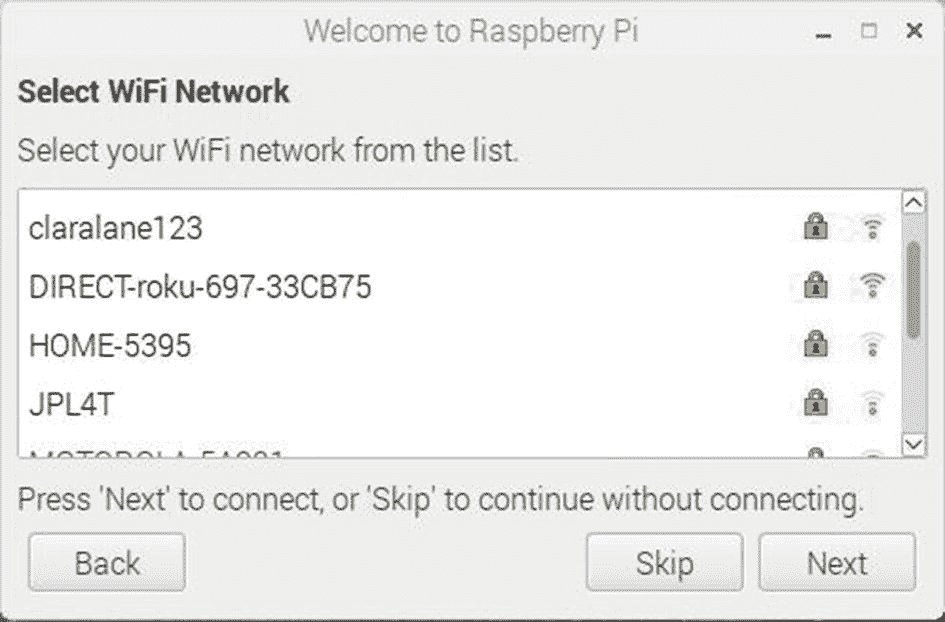 Welcome to Raspberry Pi
Select WiFi Network
Select your WiFi network from the list.
claralane123
DIRECT-roku-697-33CB75
HOME-5395
JPL4T
Press 'Next' to connect, or 'Skip' to continue without connecting.
Back
Skip
Next